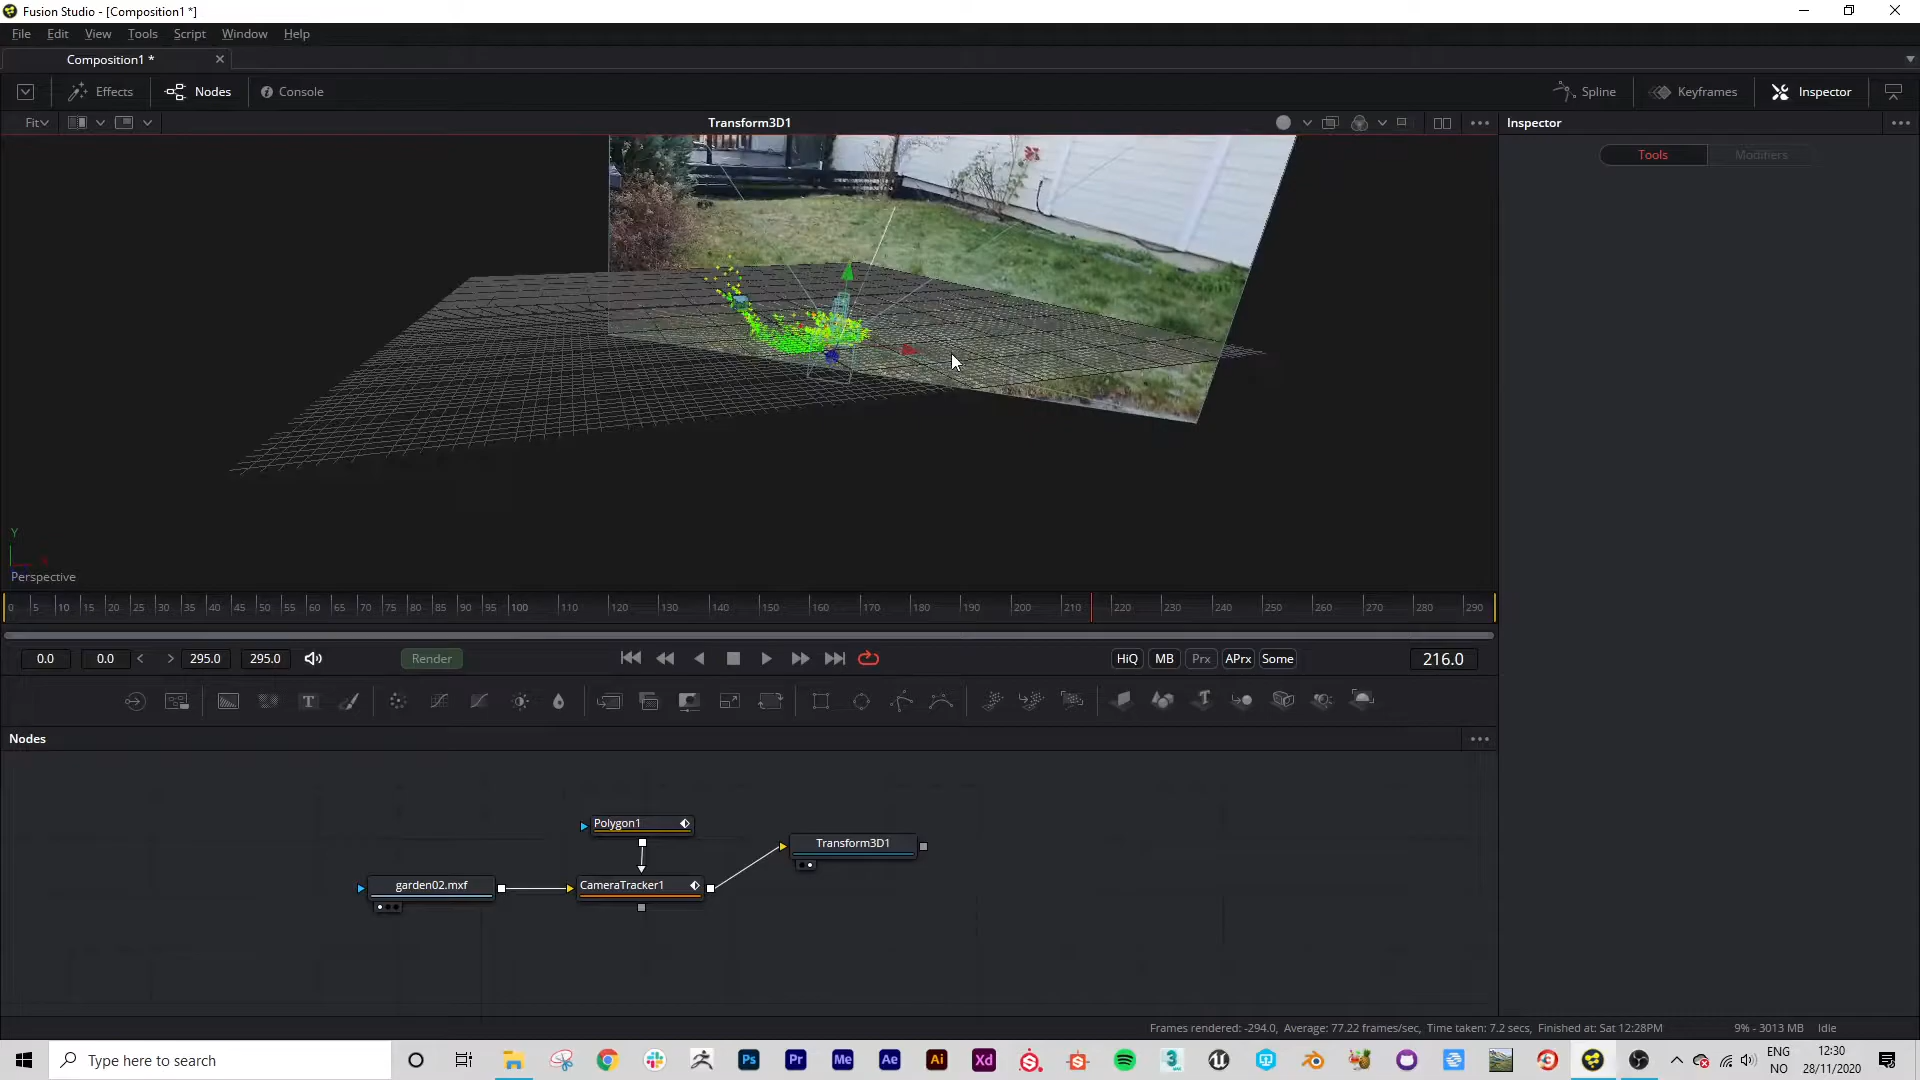 Fusion Studio - [Composition1 *]
File Edit View Tools Script Window Help
Composition1 *
Effects Nodes Console Spline Keyframes Inspector
Fit Transform3D1 Inspector
Tools Modifiers
Y
Perspective
0 5 10 15 20 25 30 35 40 45 50 55 60 65 70 75 80 85 90 95 100 110 120 130 140 150 160 170 180 190 200 210 220 230 240 250 260 270 280 290
0.0 0.0 < > 295.0 295.0 Render HiQ MB Prx APrx Some 216.0
T T
Nodes
Polygon1
Transform3D1
garden02.mxf CameraTracker1
Frames rendered: -294.0, Average: 77.22 frames/sec, Time taken: 7.2 secs, Finished at: Sat 12:28PM 9% - 3013 MB Idle
Type here to search Ps Pr Me Ae Ai Xd ENG 12:30
NO 28/11/2020